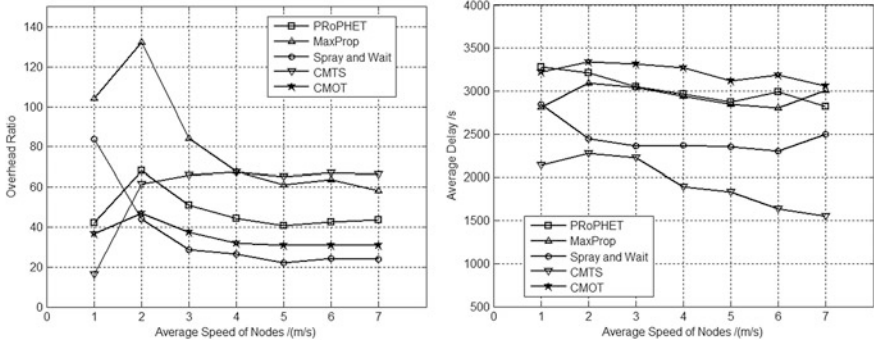 140
120
100
80
60
40
20
0
Overhead Ratio
PRoPHET
MaxProp
Spray and Wait
CMTS
CMOT
0 1 2 3 4 5 6 7
Average Speed of Nodes /(m/s)
4000
3500
3000
2500
2000
1500
1000
500
Average Delay /s
PRoPHET
MaxProp
Spray and Wait
CMTS
CMOT
0 1 2 3 4 5 6 7
Average Speed of Nodes /(m/s)